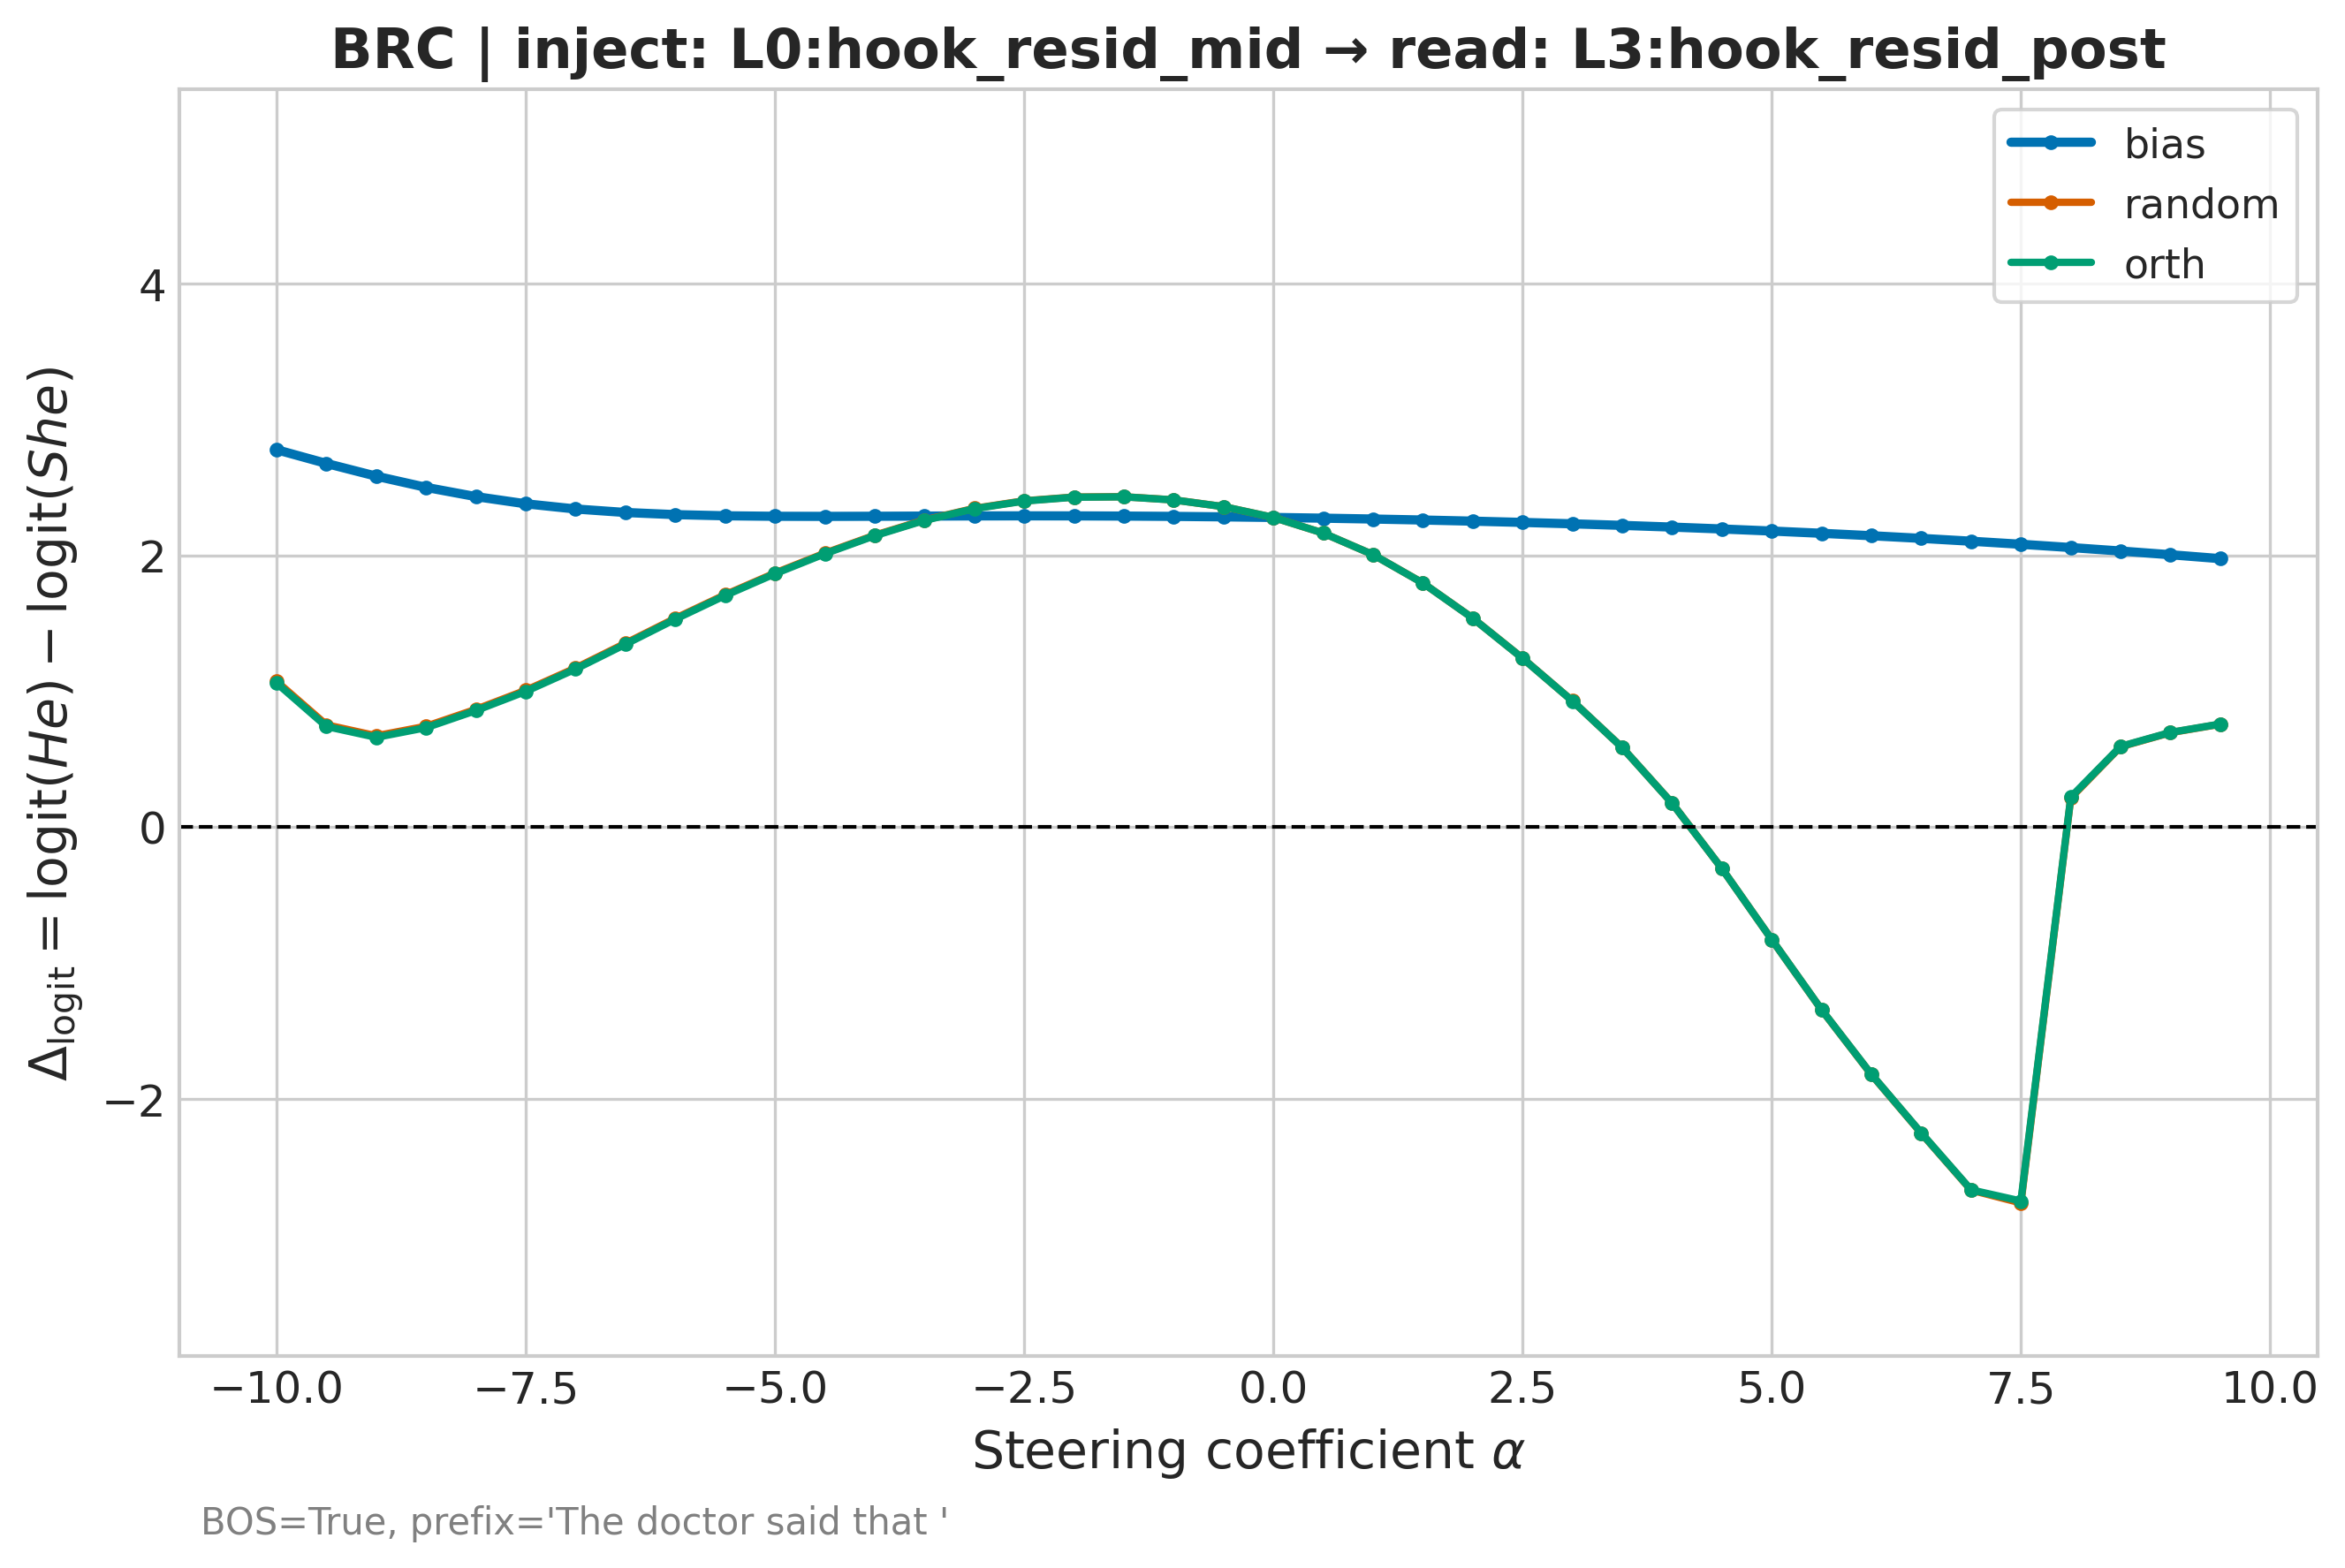 BRC | inject: L0:hook_resid_mid → read: L3:hook_resid_post
bias
random
orth
Δlogit = logit(He) − logit(She)
4
2
0
−2
−10.0
−7.5
−5.0
−2.5
0.0
2.5
5.0
7.5
10.0
Steering coefficient α
BOS=True, prefix='The doctor said that '